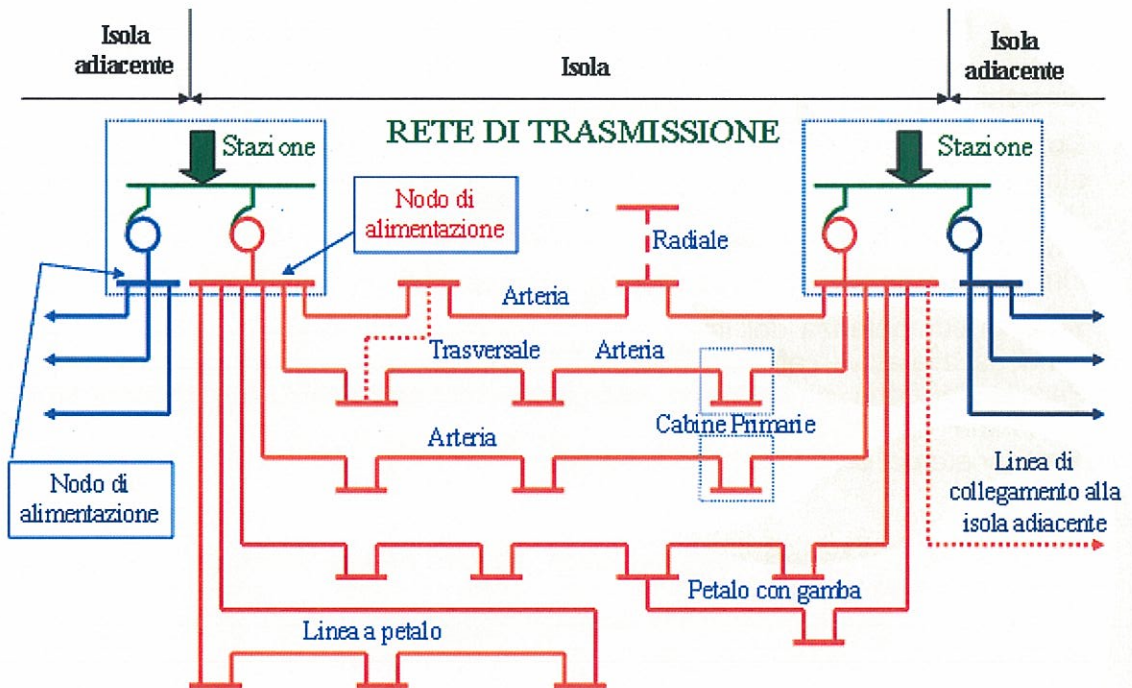 Isola
adiacente
Isola
Isola
adiacente
Stazione
RETE DI TRASMISSIONE
Stazione
Nodo di
alimentazione
Radiale
Arteria
Trasversale
Arteria
Cabine Primarie
Arteria
Nodo di
alimentazione
Linea di
collegamento alla
isola adiacente
Petalo con gamba
Linea a petalo